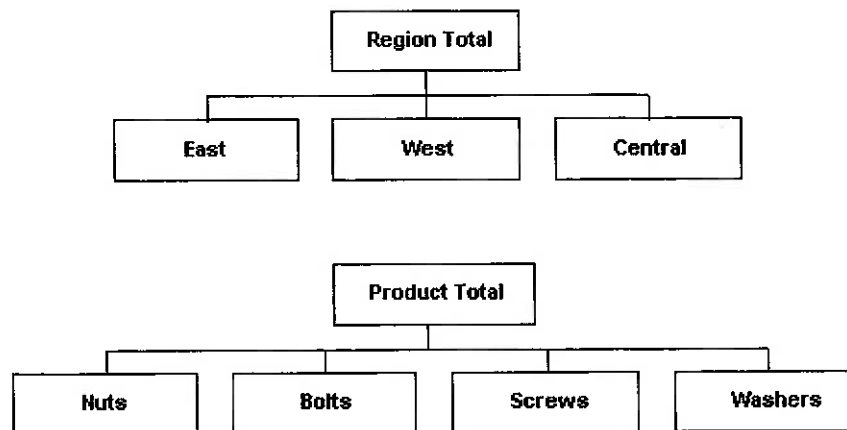 Region Total
East West Central
Product Total
Nuts Bolts Screws Washers